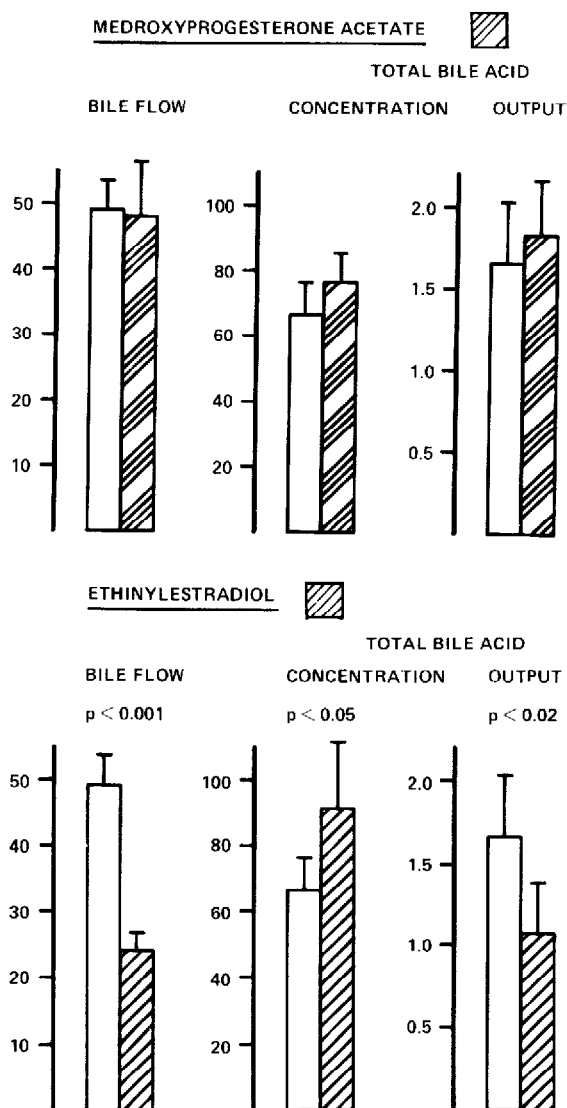 MEDROXYPROGESTERONE ACETATE
TOTAL BILE ACID
BILE FLOW CONCENTRATION OUTPUT
50 100 2.0
40 80 1.5
30 60 1.0
20 40 0.5
10 20
ETHINYLESTRADIOL
TOTAL BILE ACID
BILE FLOW CONCENTRATION OUTPUT
p < 0.001 p < 0.05 p < 0.02
50 100 2.0
40 80 1.5
30 60 1.0
20 40 0.5
10 20